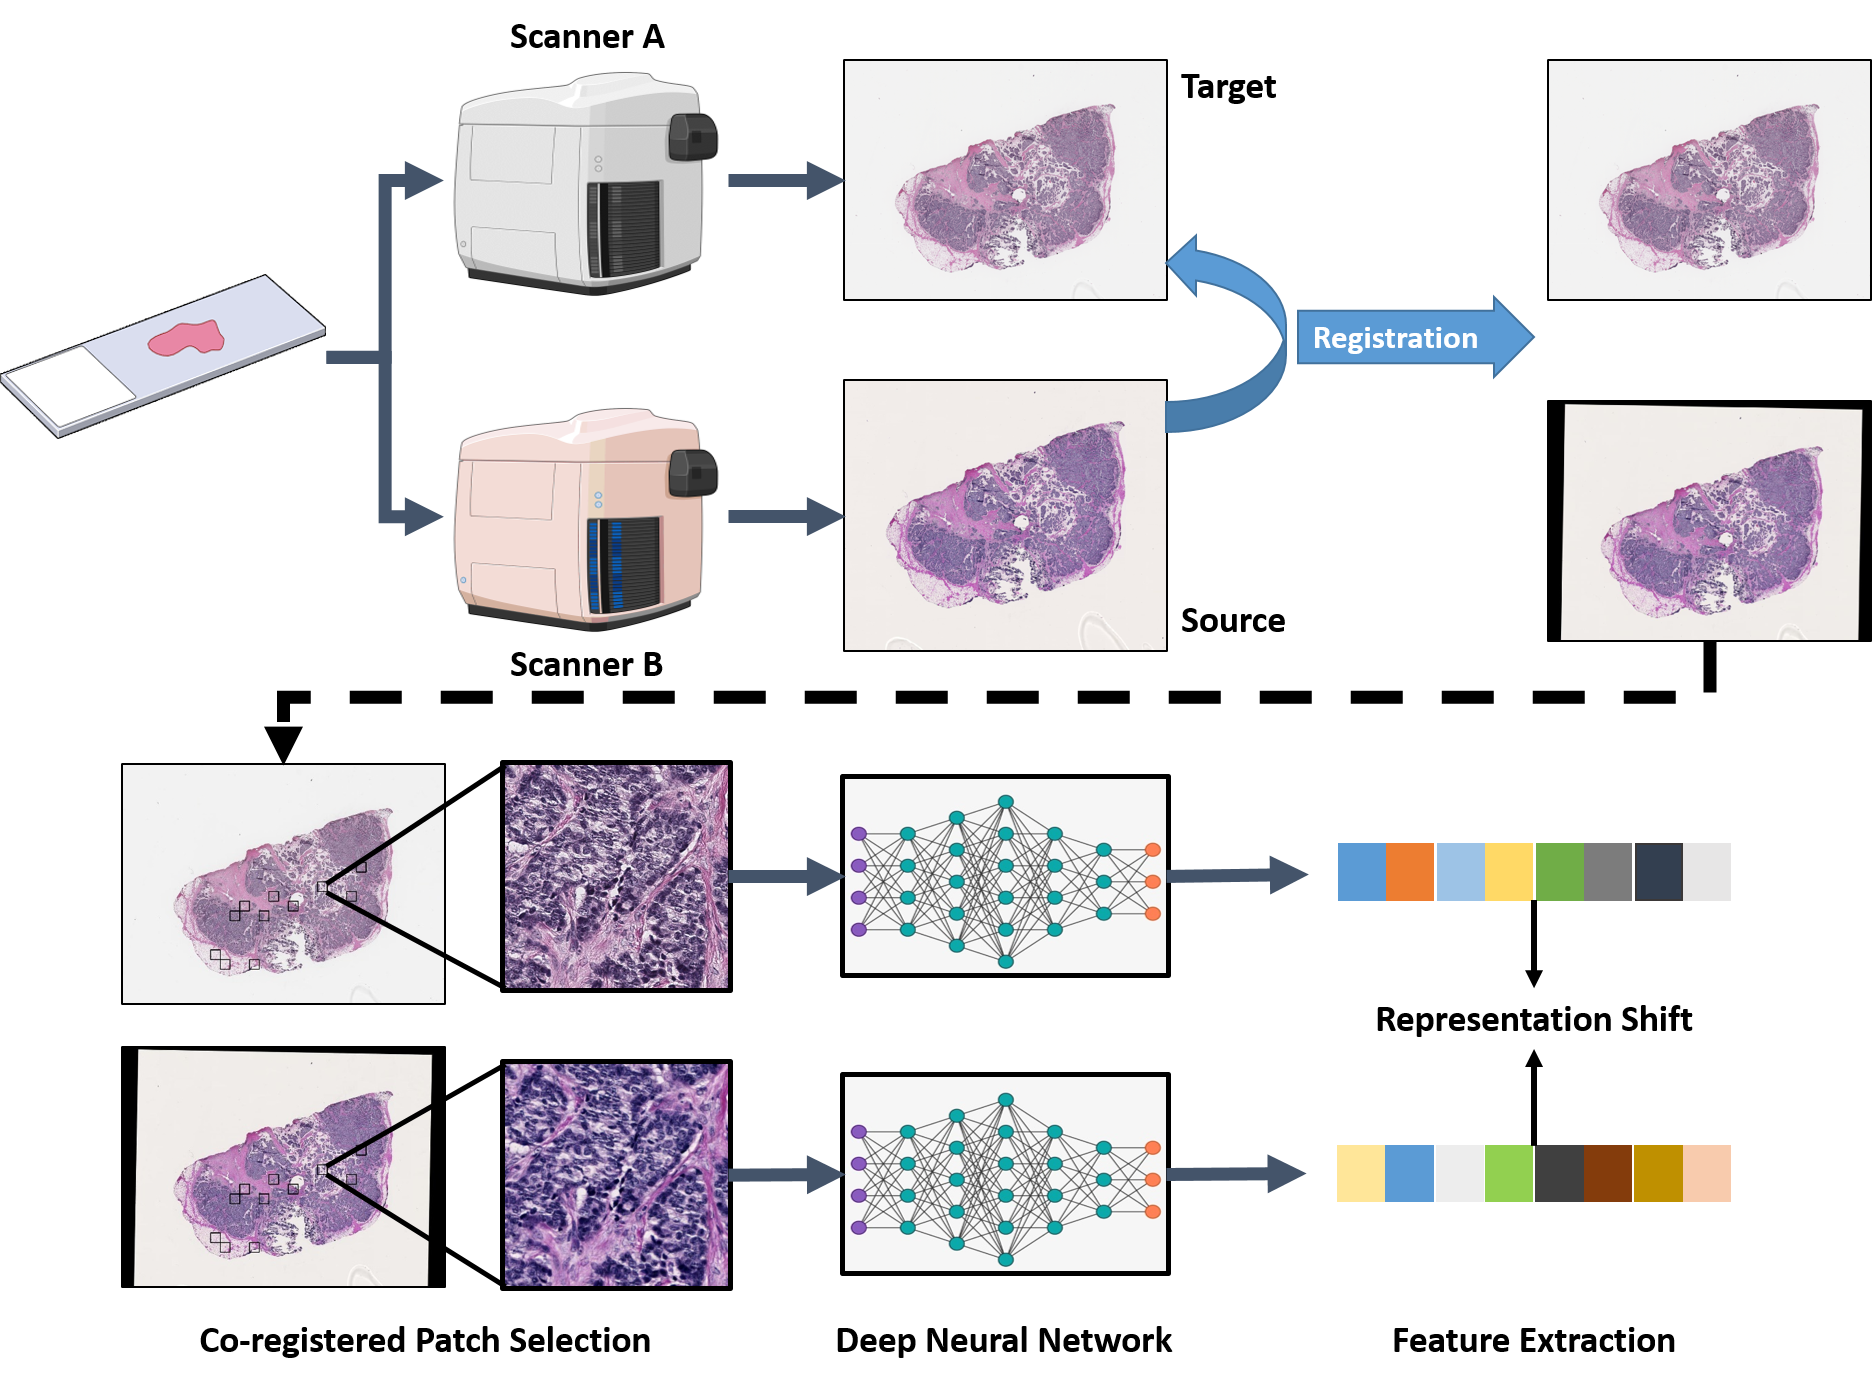 Scanner A
Target
Registration
Source
Scanner B
Representation Shift
Co-registered Patch Selection
Deep Neural Network
Feature Extraction